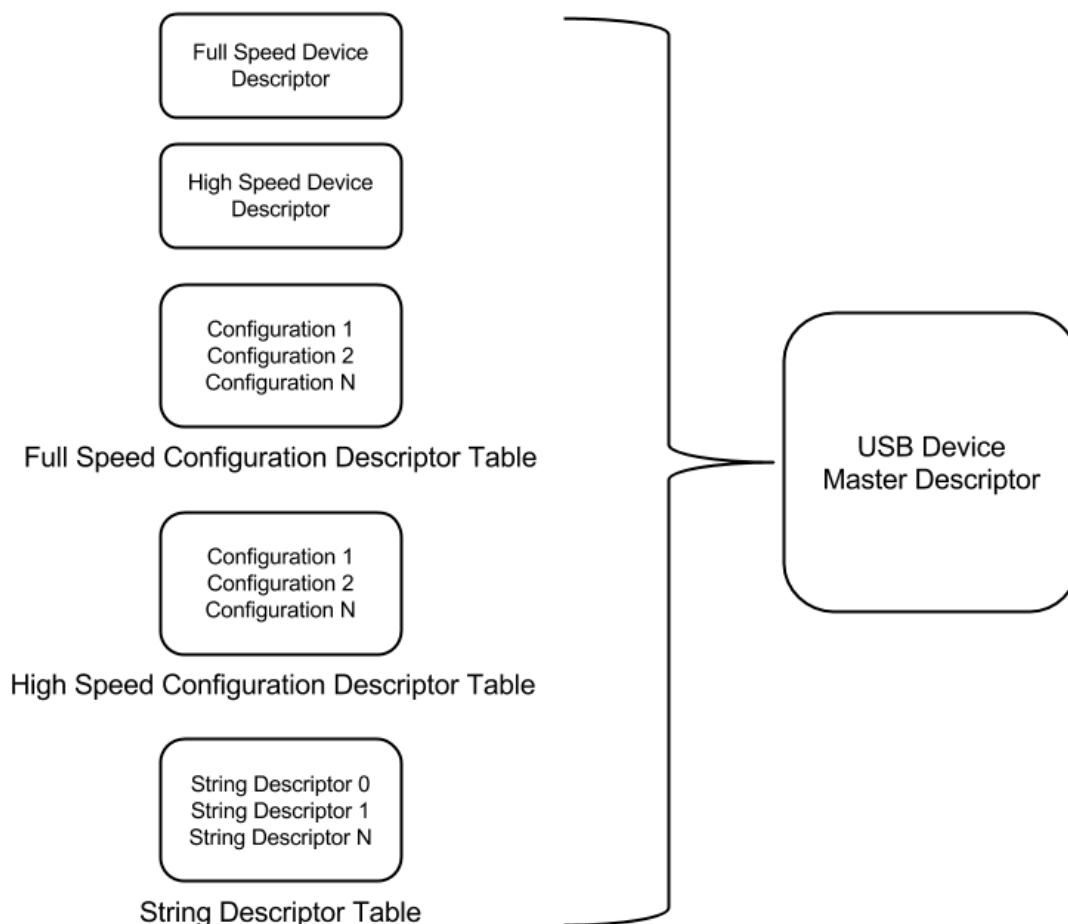 Full Speed Device
Descriptor
High Speed Device
Descriptor
Configuration 1
Configuration 2
Configuration N
Full Speed Configuration Descriptor Table
Configuration 1
Configuration 2
Configuration N
High Speed Configuration Descriptor Table
String Descriptor 0
String Descriptor 1
String Descriptor N
String Descriptor Table
USB Device
Master Descriptor